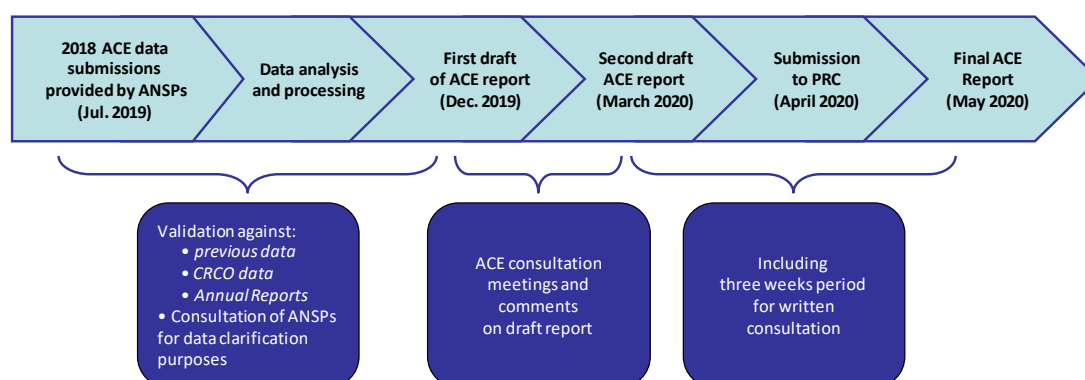 2018 ACE data
submissions
provided by ANSPs
(Jul. 2019)
Data analysis
and processing
First draft
of ACE report
(Dec. 2019)
Second draft
ACE report
(March 2020)
Submission
to PRC
(April 2020)
Final ACE
Report
(May 2020)
Validation against:
• previous data
• CRCO data
• Annual Reports
• Consultation of ANSPs
for data clarification
purposes
ACE consultation
meetings and
comments
on draft report
Including
three weeks period
for written
consultation